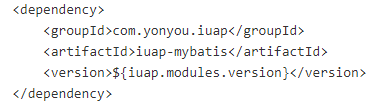 <dependency>
    <groupId>com.yonyou.iuap</groupId>
    <artifactId>iuap-mybatis</artifactId>
    <version>${iuap.modules.version}</version>
</dependency>